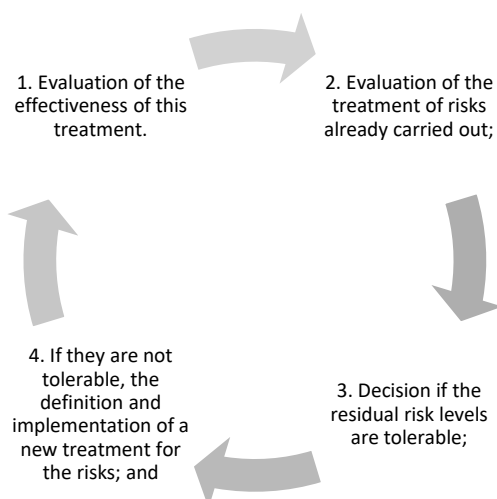 1. Evaluation of the
effectiveness of this
treatment.
2. Evaluation of the
treatment of risks
already carried out;
3. Decision if the
residual risk levels
are tolerable;
4. If they are not
tolerable, the
definition and
implementation of a
new treatment for
the risks; and